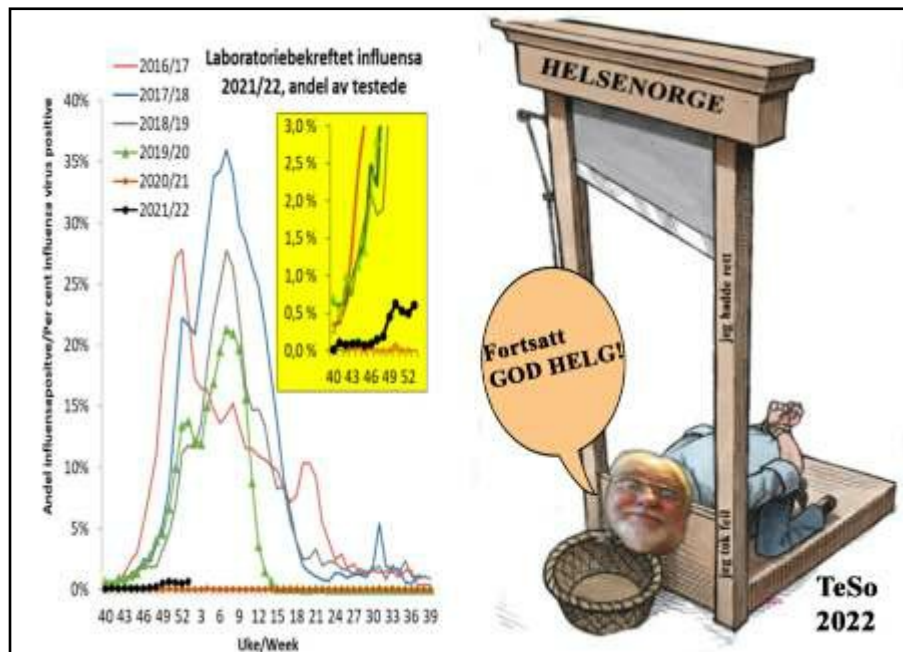 Laboratoriebekreftet influensa
2021/22, andel av testede
2016/17
2017/18
2018/19
2019/20
2020/21
2021/22
Andel influensapositve/Per cent influenza virus positive
40%
35%
30%
25%
20%
15%
10%
5%
0%
40 43 46 49 52 3 6 9 12 15 18 21 24 27 30 33 36 39
Uke/Week
3,0 %
2,5 %
2,0 %
1,5 %
1,0 %
0,5 %
0,0 %
40 43 46 49 52
HELSENORGE
jeg hadde rett
jeg tok feil
Fortsatt
GOD HELG!
TeSo
2022